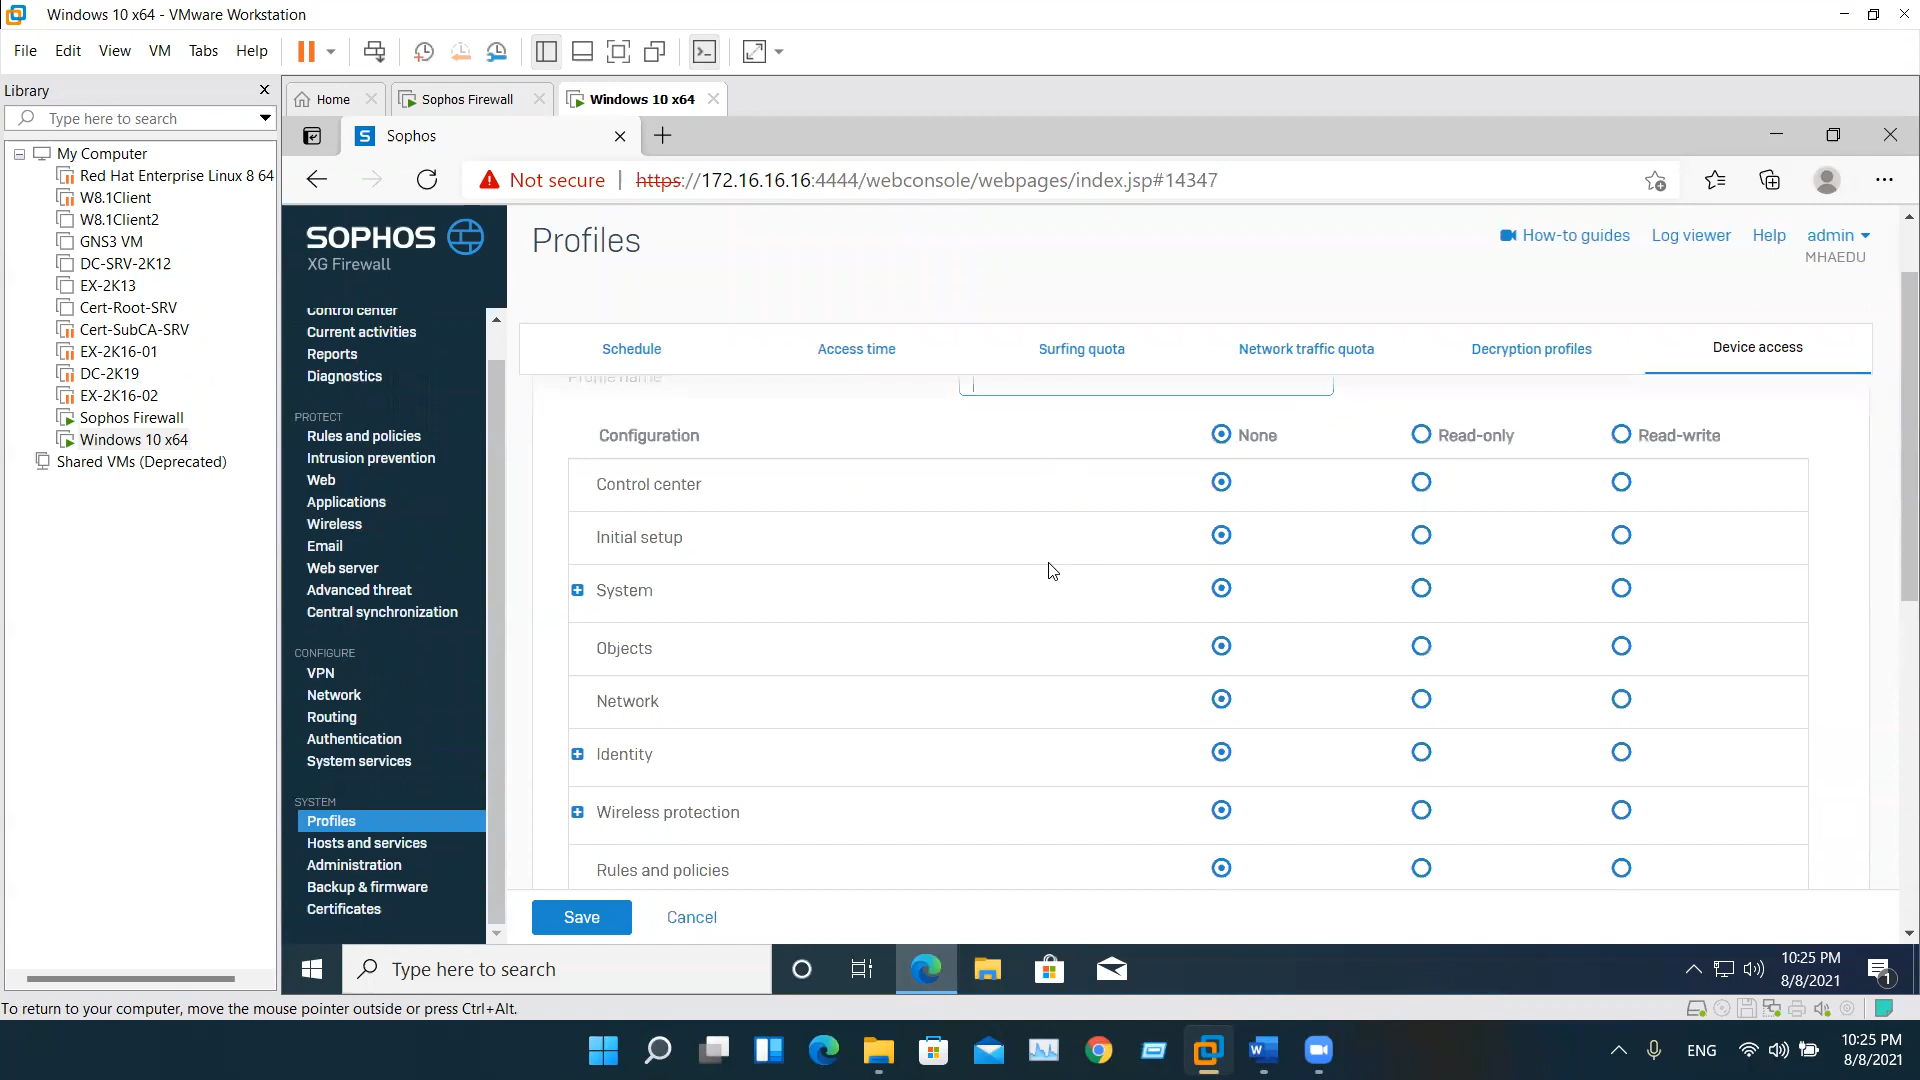 Windows 10 x64 - VMware Workstation
File Edit View VM Tabs Help
Library
Type here to search
My Computer
Red Hat Enterprise Linux 8 64
W8.1Client
W8.1Client2
GNS3 VM
DC-SRV-2K12
EX-2K13
Cert-Root-SRV
Cert-SubCA-SRV
EX-2K16-01
DC-2K19
EX-2K16-02
Sophos Firewall
Windows 10 x64
Shared VMs (Deprecated)
Home Sophos Firewall Windows 10 x64
Sophos
Not secure | https://172.16.16.16:4444/webconsole/webpages/index.jsp#14347
SOPHOS
XG Firewall
Control center
Current activities
Reports
Diagnostics
PROTECT
Rules and policies
Intrusion prevention
Web
Applications
Wireless
Email
Web server
Advanced threat
Central synchronization
CONFIGURE
VPN
Network
Routing
Authentication
System services
SYSTEM
Profiles
Hosts and services
Administration
Backup & firmware
Certificates
Profiles
How-to guides Log viewer Help admin
MHAEDU
Schedule Access time Surfing quota Network traffic quota Decryption profiles Device access
Profile name
Configuration None Read-only Read-write
Control center
Initial setup
System
Objects
Network
Identity
Wireless protection
Rules and policies
Save Cancel
Type here to search
10:25 PM
8/8/2021
1
To return to your computer, move the mouse pointer outside or press Ctrl+Alt.
ENG
10:25 PM
8/8/2021